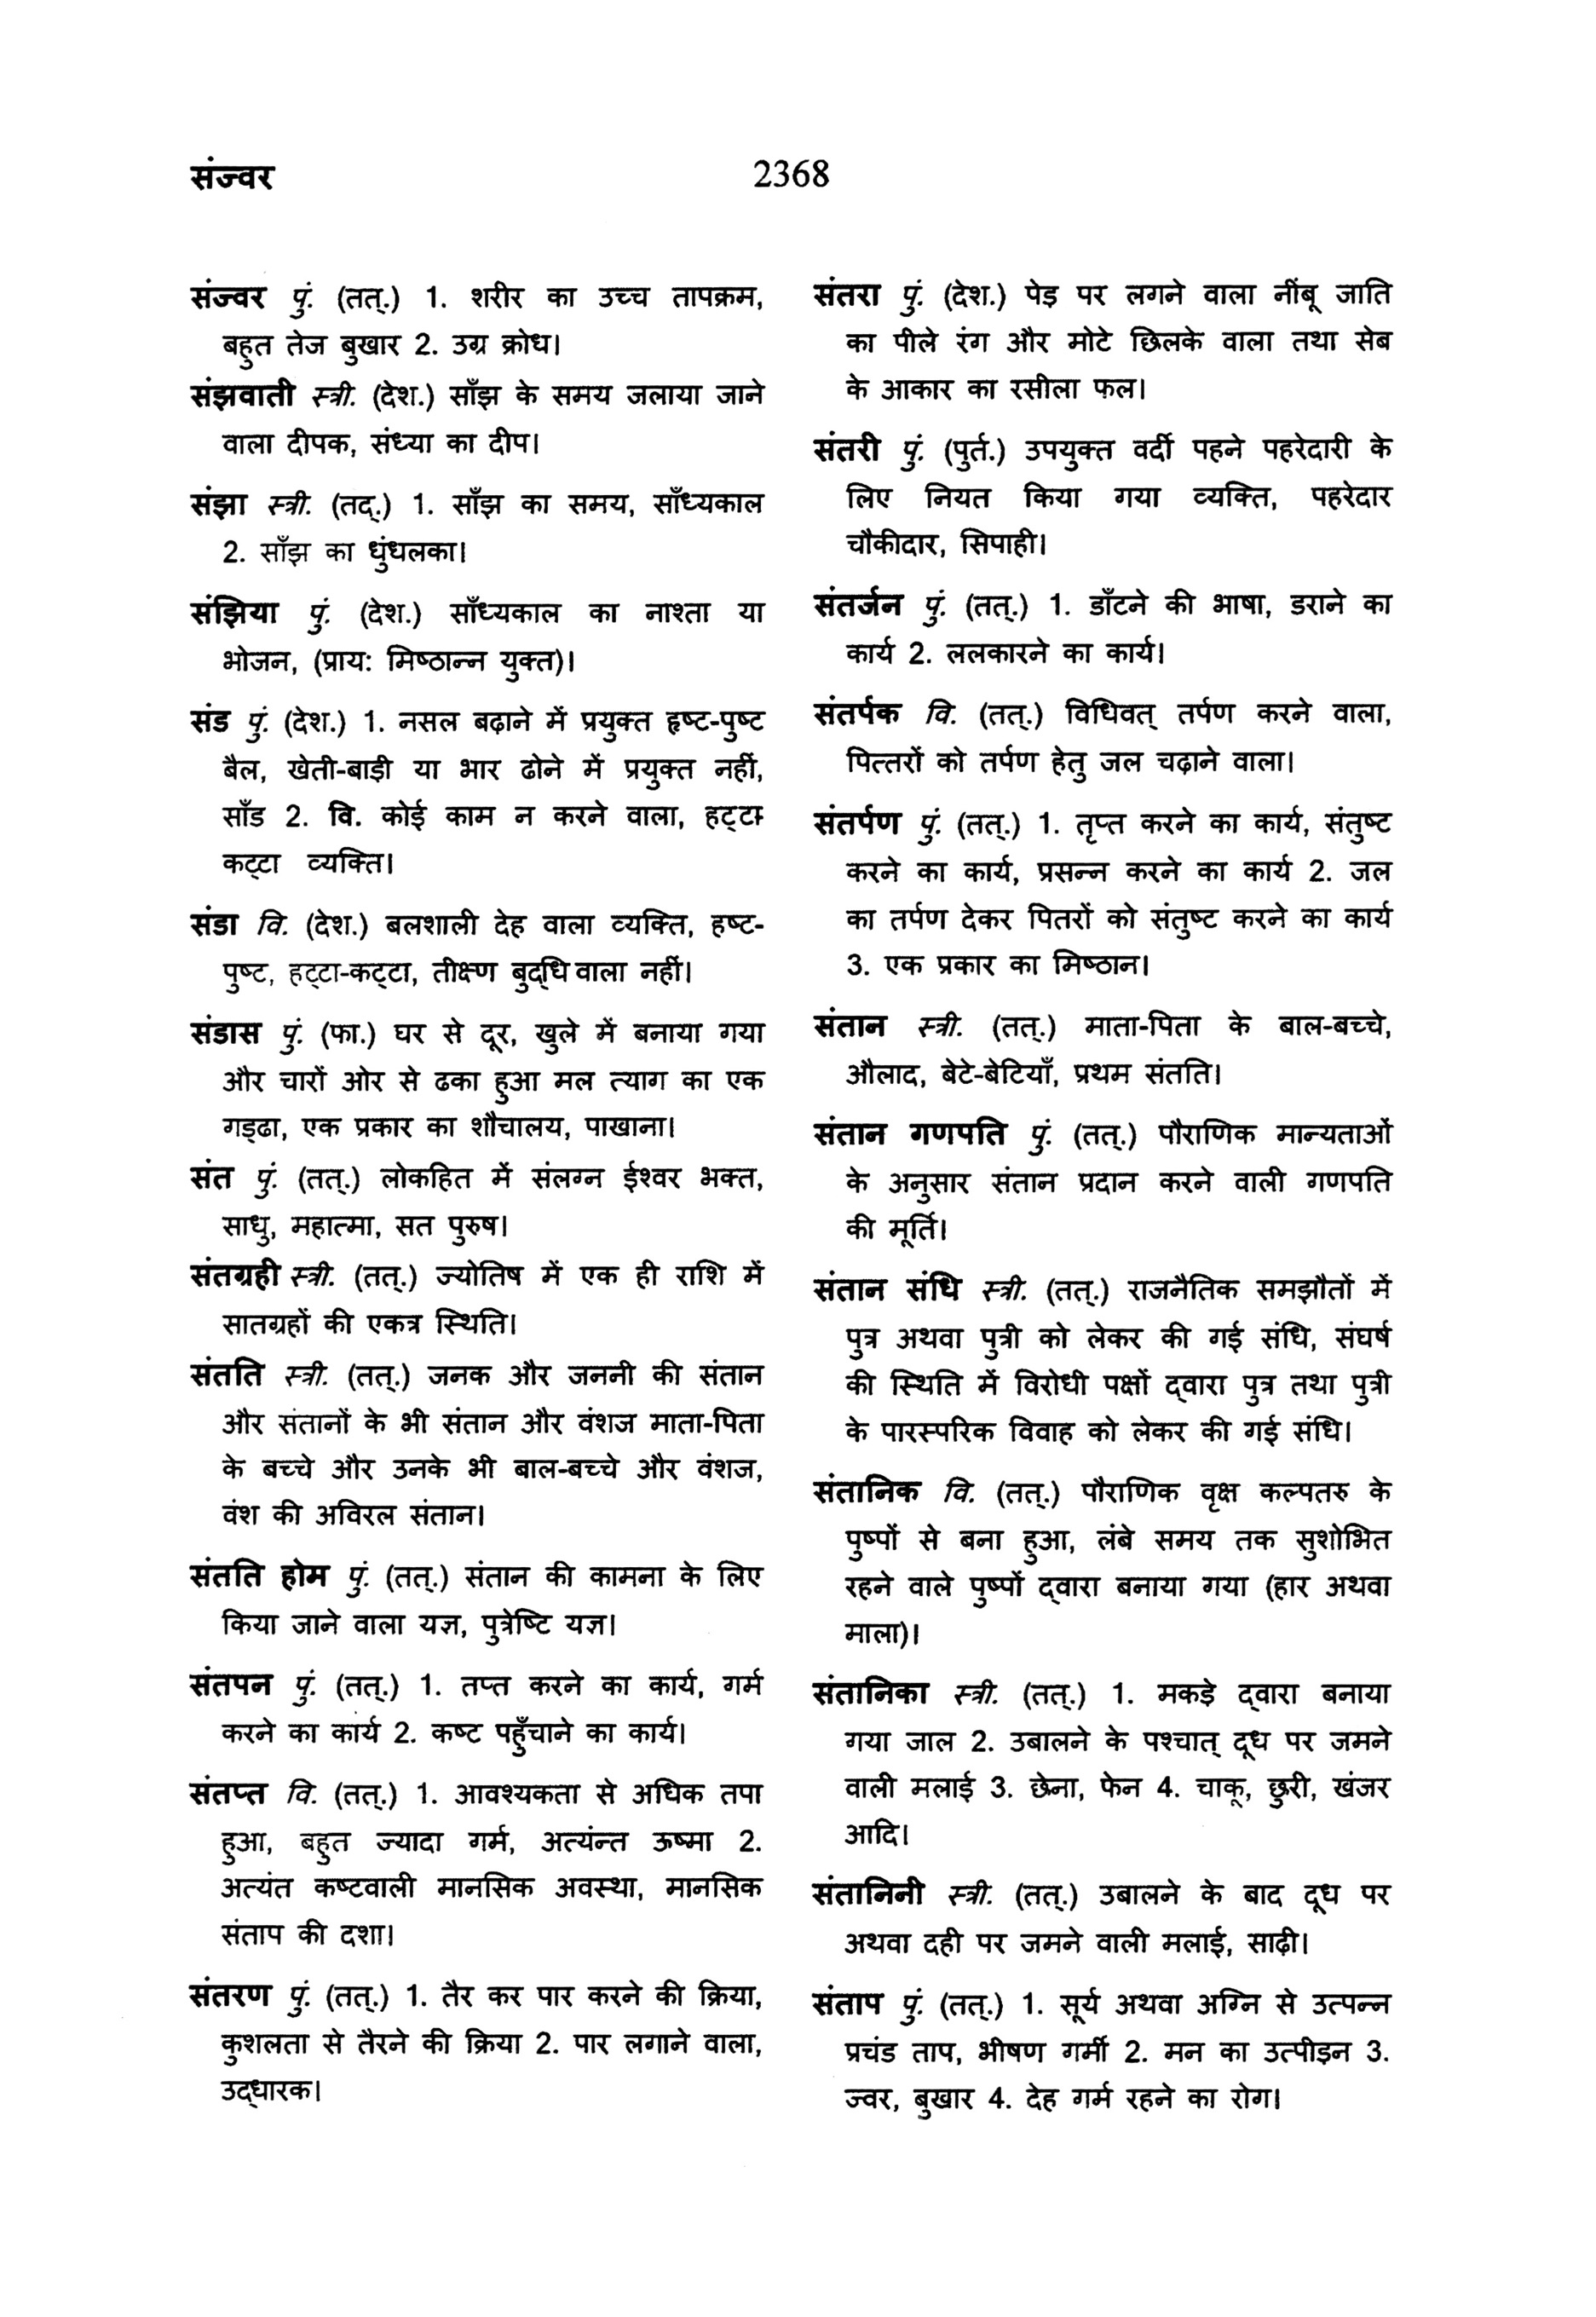 संज्वर
2368
संज्वर पुं. (तत्.) 1. शरीर का उच्च तापक्रम,
बहुत तेज बुखार 2. उग्र क्रोध।
संझवाती स्त्री. (देश.) साँझ के समय जलाया जाने
वाला दीपक, संध्या का दीप।
संझा स्त्री. (तद्.) 1. साँझ का समय, साँध्यकाल
2. साँझ का धुंधलका।
संझिया पुं. (देश.) साँध्यकाल का नाश्ता या
भोजन, (प्राय: मिष्ठान्न युक्त)।
संड पुं. (देश.) 1. नसल बढ़ाने में प्रयुक्त हृष्ट-पुष्ट
बैल, खेती-बाड़ी या भार ढोने में प्रयुक्त नहीं,
साँड 2. वि. कोई काम न करने वाला, हट्टा
कट्टा व्यक्ति।
संडा वि. (देश.) बलशाली देह वाला व्यक्ति, हष्ट-
पुष्ट, हट्टा-कट्टा, तीक्ष्ण बुद्धि वाला नहीं।
संडास पुं. (फा.) घर से दूर, खुले में बनाया गया
और चारों ओर से ढका हुआ मल त्याग का एक
गड्ढा, एक प्रकार का शौचालय, पाखाना।
संत पुं. (तत्.) लोकहित में संलग्न ईश्वर भक्त,
साधु, महात्मा, सत पुरुष।
संतग्रही स्त्री. (तत्.) ज्योतिष में एक ही राशि में
सातग्रहों की एकत्र स्थिति।
संतति स्त्री. (तत्.) जनक और जननी की संतान
और संतानों के भी संतान और वंशज माता-पिता
के बच्चे और उनके भी बाल-बच्चे और वंशज,
वंश की अविरल संतान।
संतति होम पुं. (तत्.) संतान की कामना के लिए
किया जाने वाला यज्ञ, पुत्रेष्टि यज्ञ।
संतपन पुं. (तत्.) 1. तप्त करने का कार्य, गर्म
करने का कार्य 2. कष्ट पहुँचाने का कार्य।
संतप्त वि. (तत्.) 1. आवश्यकता से अधिक तपा
हुआ, बहुत ज्यादा गर्म, अत्यंन्त ऊष्मा 2.
अत्यंत कष्टवाली मानसिक अवस्था, मानसिक
संताप की दशा।
संतरण पुं. (तत्.) 1. तैर कर पार करने की क्रिया,
कुशलता से तैरने की क्रिया 2. पार लगाने वाला,
उद्धारक।
संतरा पुं. (देश.) पेड़ पर लगने वाला नींबू जाति
का पीले रंग और मोटे छिलके वाला तथा सेब
के आकार का रसीला फल।
संतरी पुं. (पुर्त.) उपयुक्त वर्दी पहने पहरेदारी के
लिए नियत किया गया व्यक्ति, पहरेदार
चौकीदार, सिपाही।
संतर्जन पुं. (तत्.) 1. डाँटने की भाषा, डराने का
कार्य 2. ललकारने का कार्य।
संतर्पक वि. (तत्.) विधिवत् तर्पण करने वाला,
पित्तरों को तर्पण हेतु जल चढ़ाने वाला।
संतर्पण पुं. (तत्.) 1. तृप्त करने का कार्य, संतुष्ट
करने का कार्य, प्रसन्न करने का कार्य 2. जल
का तर्पण देकर पितरों को संतुष्ट करने का कार्य
3. एक प्रकार का मिष्ठान।
संतान स्त्री. (तत्.) माता-पिता के बाल-बच्चे,
औलाद, बेटे-बेटियाँ, प्रथम संतति।
संतान गणपति पुं. (तत्.) पौराणिक मान्यताओं
के अनुसार संतान प्रदान करने वाली गणपति
की मूर्ति।
संतान संधि स्त्री. (तत्.) राजनैतिक समझौतों में
पुत्र अथवा पुत्री को लेकर की गई संधि, संघर्ष
की स्थिति में विरोधी पक्षों द्वारा पुत्र तथा पुत्री
के पारस्परिक विवाह को लेकर की गई संधि।
संतानिक वि. (तत्.) पौराणिक वृक्ष कल्पतरु के
पुष्पों से बना हुआ, लंबे समय तक सुशोभित
रहने वाले पुष्पों द्वारा बनाया गया (हार अथवा
माला)।
संतानिका स्त्री. (तत्.) 1. मकड़े द्वारा बनाया
गया जाल 2. उबालने के पश्चात् दूध पर जमने
वाली मलाई 3. छेना, फेन 4. चाकू, छुरी, खंजर
आदि।
संतानिनी स्त्री. (तत्.) उबालने के बाद दूध पर
अथवा दही पर जमने वाली मलाई, साढ़ी।
संताप पुं. (तत्.) 1. सूर्य अथवा अग्नि से उत्पन्न
प्रचंड ताप, भीषण गर्मी 2. मन का उत्पीड़न 3.
ज्वर, बुखार 4. देह गर्म रहने का रोग।